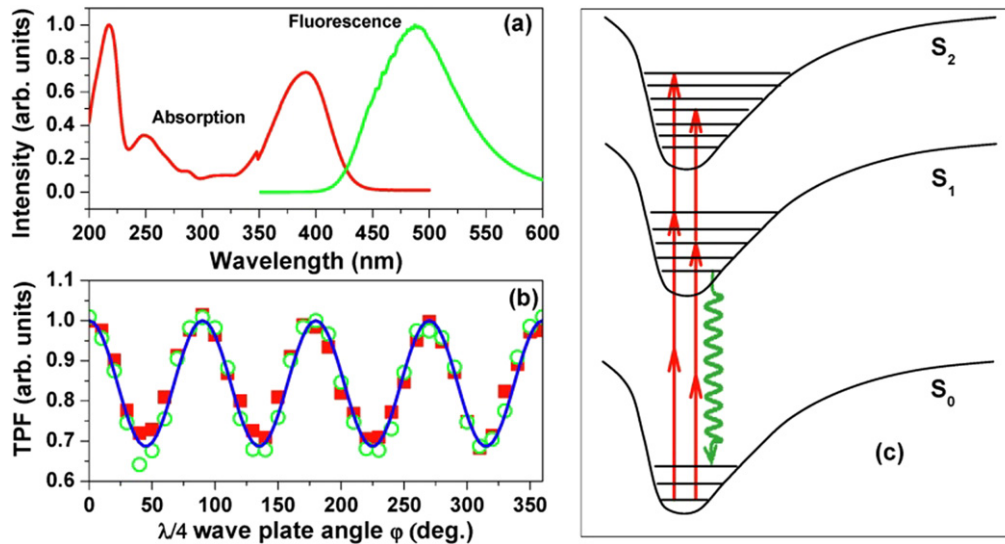 (a)
Fluorescence
Absorption
Intensity (arb. units)
1.0
0.8
0.6
0.4
0.2
0.0
200 250 300 350 400 450 500 550 600
Wavelength (nm)
(b)
TPF (arb. units)
1.1
1.0
0.9
0.8
0.7
0.6
0 50 100 150 200 250 300 350
λ/4 wave plate angle φ (deg.)
S₂
S₁
S₀
(c)